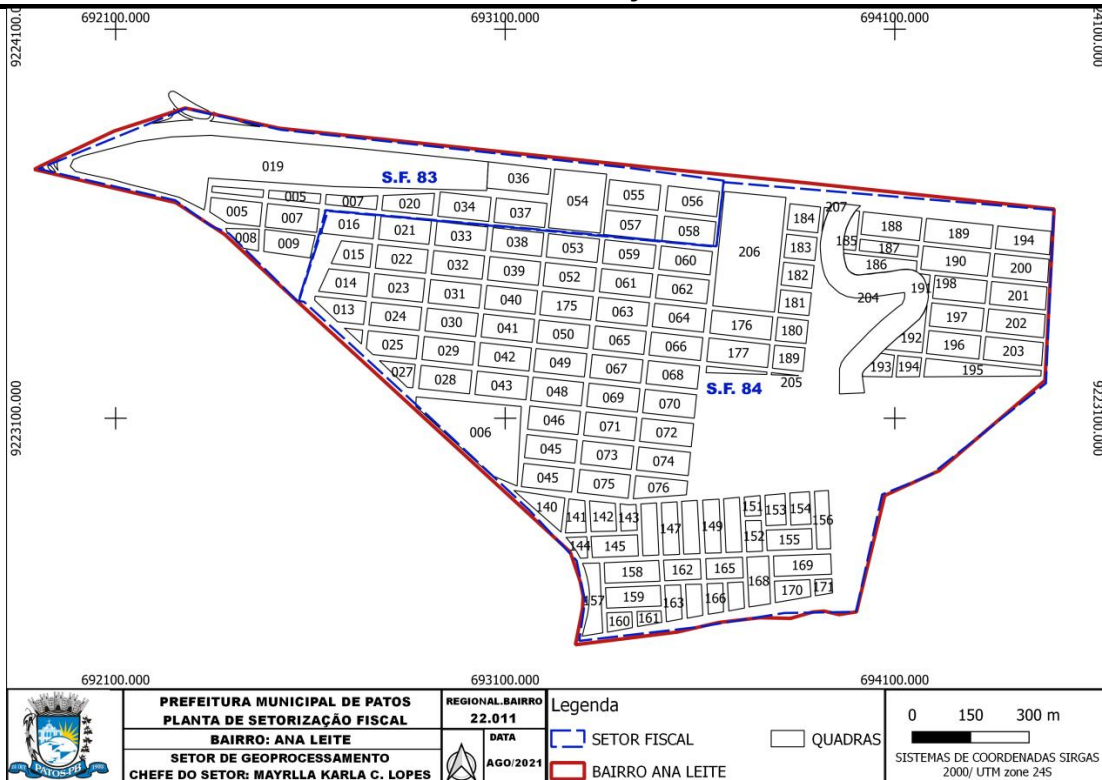 692100.000 693100.000 694100.000
9224100.000
24100.000
019 S.F. 83 036
054 055 056
005 007 020 034 037 057 058
005 007
008 009
206
184 207 188 189 194
183 185 187
186 190 200
182 191 198 201
181 204
016 021 033 038 053 059 060
015 022 032 039 052 061 062
014 023 031 040 175 063 064
013 024 030 041 050 065 066
025 029 042 049 067 068
027 028 043 048 069 070
176 180 192 197 202
177 189 196 203
205 193 194 195
S.F. 84
006 046 071 072
045 073 074
045 075 076
9223100.000
9223100.000
140 141 142 143 147 149 151 153 154 156
144 145 152 155
158 162 165 168 169
157 159 163 166 170 171
160 161
692100.000 693100.000 694100.000
PREFEITURA MUNICIPAL DE PATOS
PLANTA DE SETORIZAÇÃO FISCAL
BAIRRO: ANA LEITE
SETOR DE GEOPROCESSAMENTO
CHEFE DO SETOR: MAYRLLA KARLA C. LOPES
REGIONAL.BAIRRO
22.011
DATA
AGO/2021
Legenda
SETOR FISCAL
QUADRAS
BAIRRO ANA LEITE
0 150 300 m
SISTEMAS DE COORDENADAS SIRGAS
2000/ UTM zone 24S
PATOS-PB